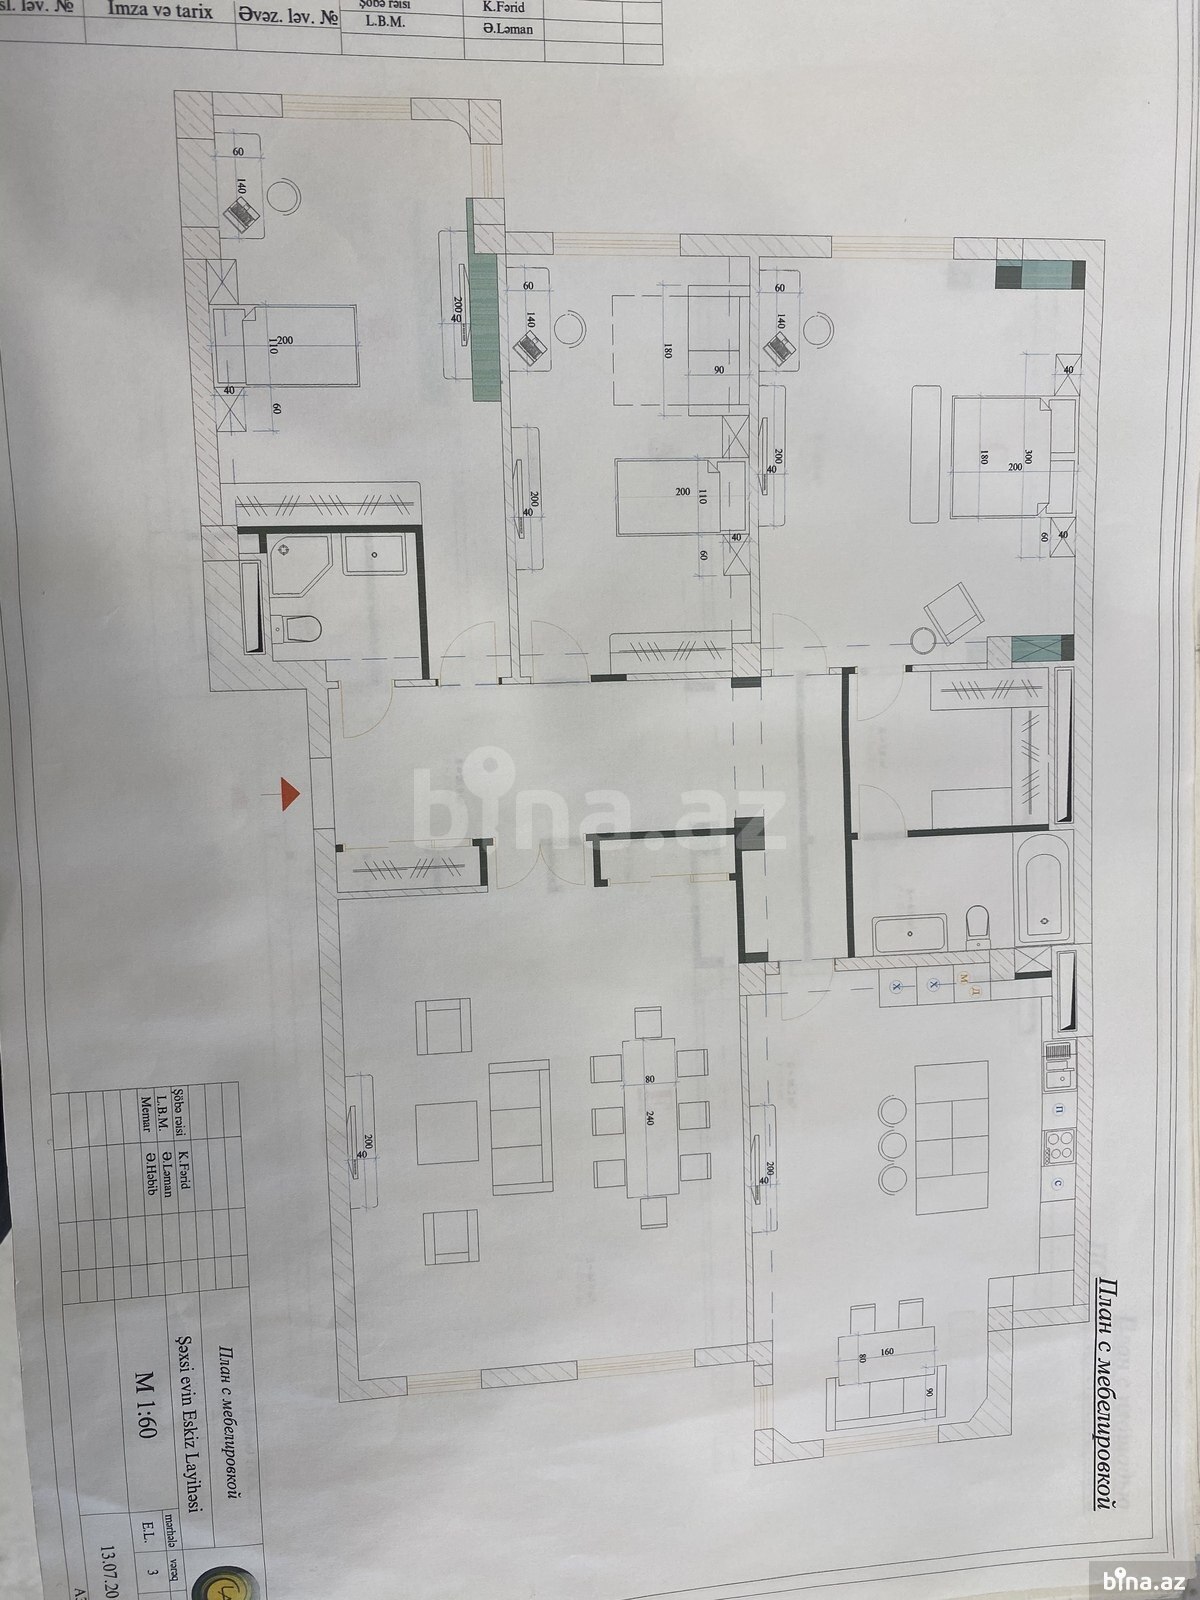 sl. ləv. №
Imza və tarix
Əvəz. ləv. №
Şöbə rəisi
K.Fərid
L.B.M.
Ə.Ləman
60
140
200
40
200
110
40
60
60
140
180
90
200
40
200
110
40
60
60
140
200
40
40
180
300
200
40
60
bina.az
X
X
М
Д
П
С
80
240
200
40
200
40
160
80
90
План с мебелировкой
Şöbə rəisi K.Fərid
L.B.M. Ə.Ləman
Memar Ə.Həbib
План с мебелировкой
Şəxsi evin Eskiz Layihəsi
M 1:60
mərhələ
vərəq
E.L.
3
13.07.20
bina.az